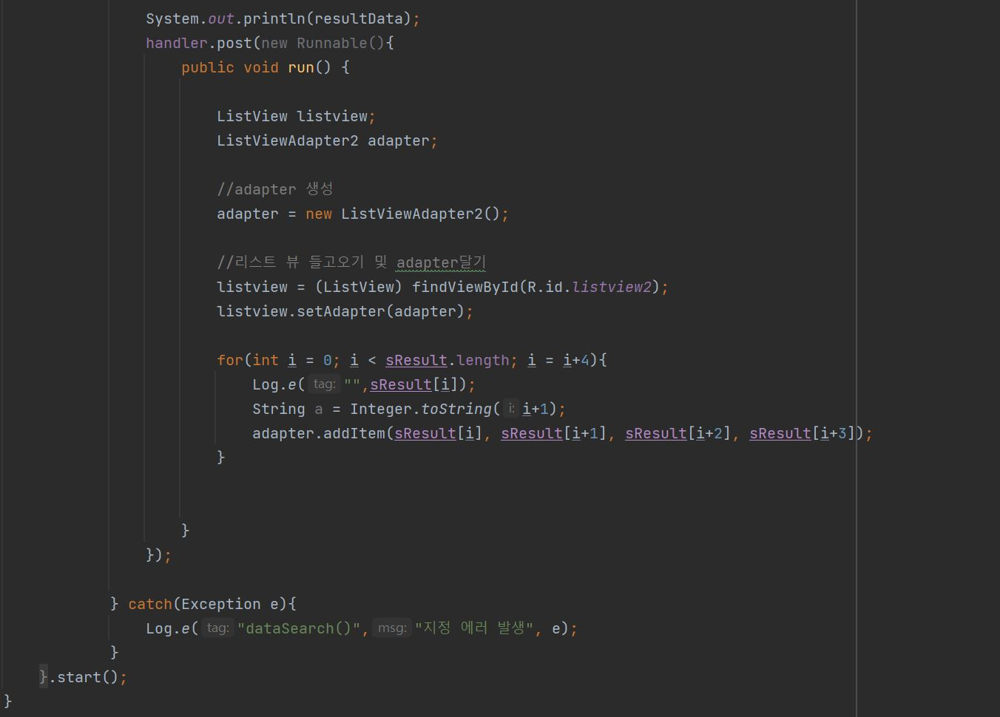 System.out.println(resultData);
handler.post(new Runnable(){
public void run() {
ListView listview;
ListViewAdapter2 adapter;
//adapter 생성
adapter = new ListViewAdapter2();
//리스트 뷰 들고오기 및 adapter달기
listview = (ListView) findViewById(R.id.listview2);
listview.setAdapter(adapter);
for(int i = 0; i < sResult.length; i = i+4){
Log.e( tag: "",sResult[i]);
String a = Integer.toString( i: i+1);
adapter.addItem(sResult[i], sResult[i+1], sResult[i+2], sResult[i+3]);
}
}
});
} catch(Exception e){
Log.e( tag: "dataSearch()", msg: "지정 에러 발생", e);
}
}.start();
}